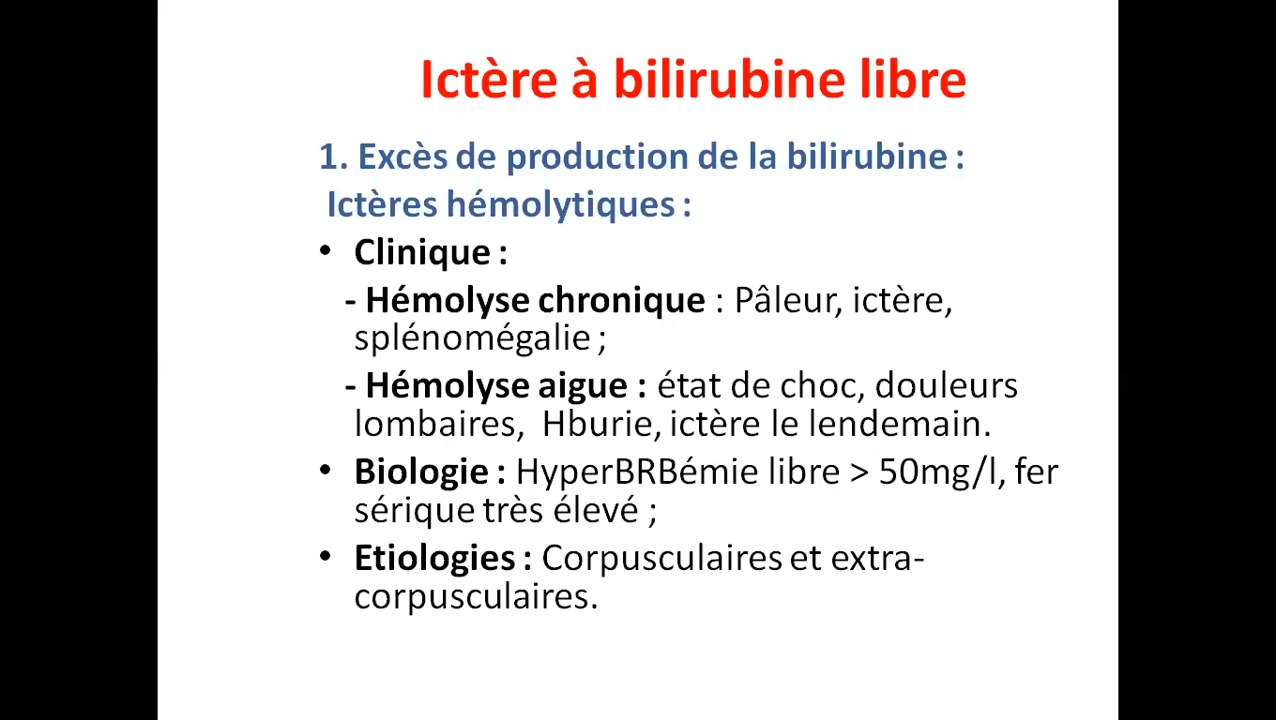 Ictère à bilirubine libre
1. Excès de production de la bilirubine :
Ictères hémolytiques :
• Clinique :
- Hémolyse chronique : Pâleur, ictère,
splénomégalie ;
- Hémolyse aigue : état de choc, douleurs
lombaires, Hburie, ictère le lendemain.
• Biologie : HyperBRBémie libre > 50mg/l, fer
sérique très élevé ;
• Etiologies : Corpusculaires et extra-
corpusculaires.